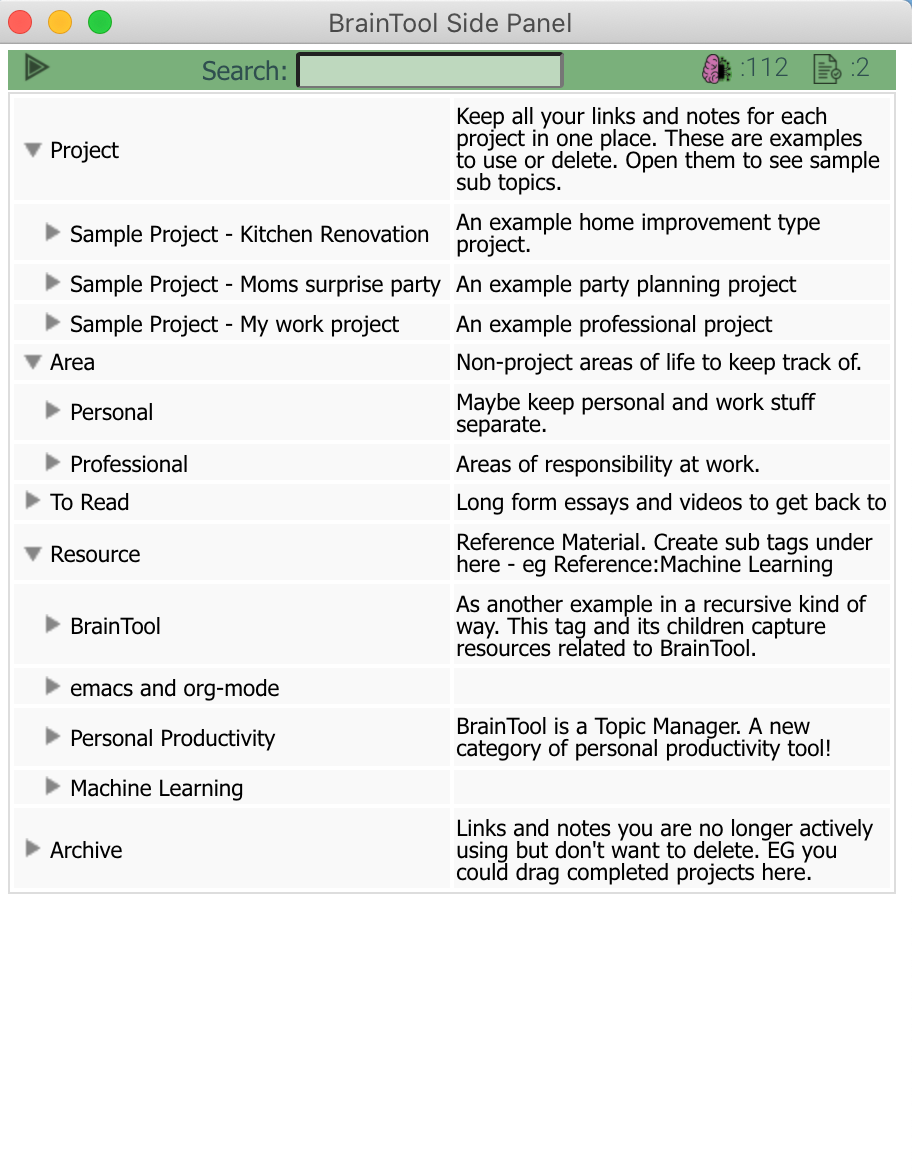 BrainTool Side Panel
Search:
:112
:2
Project
Keep all your links and notes for each
project in one place. These are examples
to use or delete. Open them to see sample
sub topics.
Sample Project - Kitchen Renovation
An example home improvement type
project.
Sample Project - Moms surprise party
An example party planning project
Sample Project - My work project
An example professional project
Area
Non-project areas of life to keep track of.
Personal
Maybe keep personal and work stuff
separate.
Professional
Areas of responsibility at work.
To Read
Long form essays and videos to get back to
Resource
Reference Material. Create sub tags under
here - eg Reference:Machine Learning
BrainTool
As another example in a recursive kind of
way. This tag and its children capture
resources related to BrainTool.
emacs and org-mode
Personal Productivity
BrainTool is a Topic Manager. A new
category of personal productivity tool!
Machine Learning
Archive
Links and notes you are no longer actively
using but don't want to delete. EG you
could drag completed projects here.